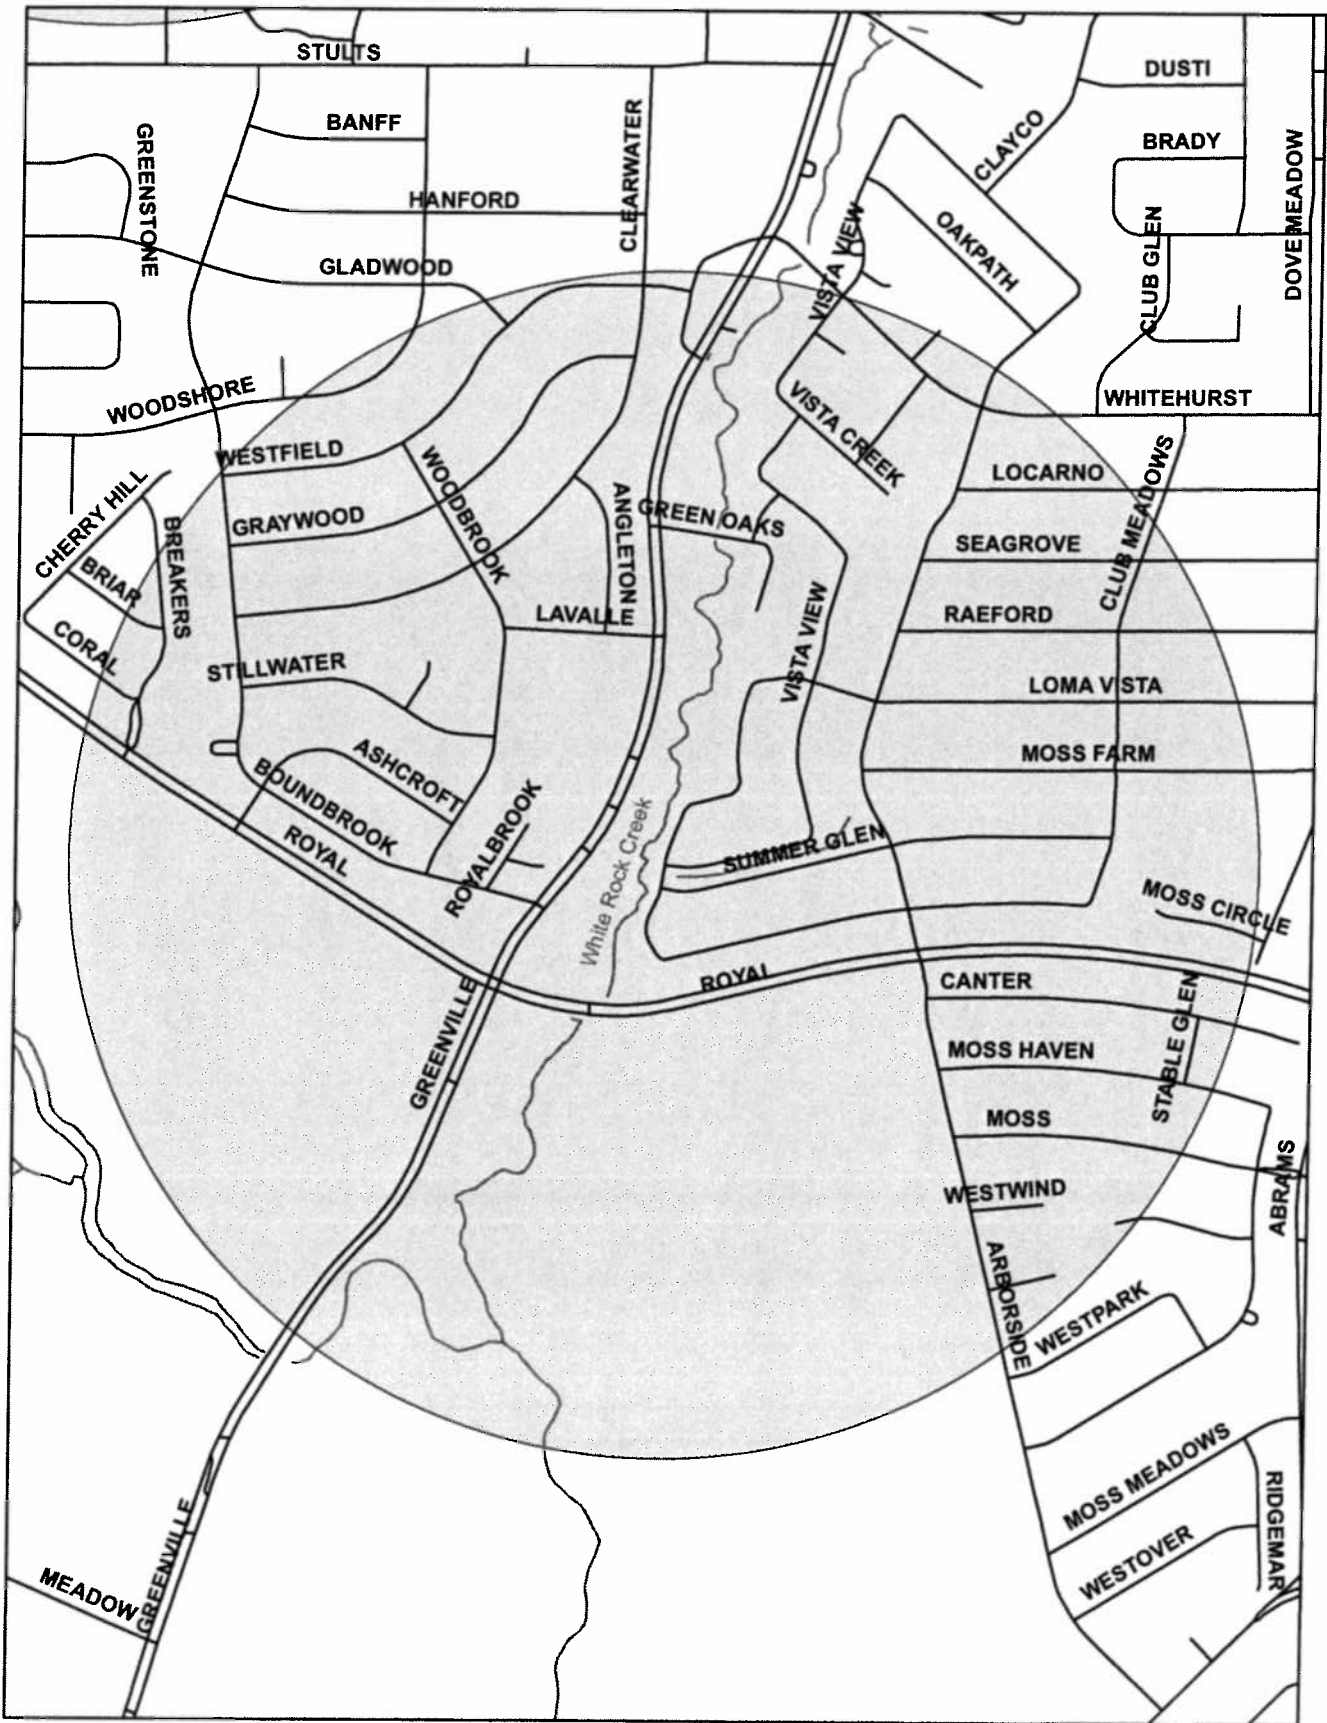 STULTS
DUSTI
BANFF
CLEARWATER
CLAYCO
BRADY
GREENSTONE
DOVE MEADOW
HANFORD
OAKPATH
VISTA VIEW
CLUB GLEN
GLADWOOD
WOODSHORE
VISTA CREEK
WHITEHURST
WESTFIELD
WOODBROOK
LOCARNO
CLUB MEADOWS
CHERRY HILL
BREAKERS
GRAYWOOD
ANGLETON
GREEN OAKS
SEAGROVE
BRIAR
LAVALLE
VISTA VIEW
RAEFORD
CORAL
STILLWATER
LOMA VISTA
ASHCROFT
MOSS FARM
BOUNDBROOK
ROYALBROOK
White Rock Creek
ROYAL
SUMMER GLEN
MOSS CIRCLE
ROYAL
CANTER
GREENVILLE
STABLE GLEN
MOSS HAVEN
MOSS
ABRAMS
WESTWIND
ARBORSIDE
WESTPARK
MOSS MEADOWS
RIDGEMAR
GREENVILLE
WESTOVER
MEADOW